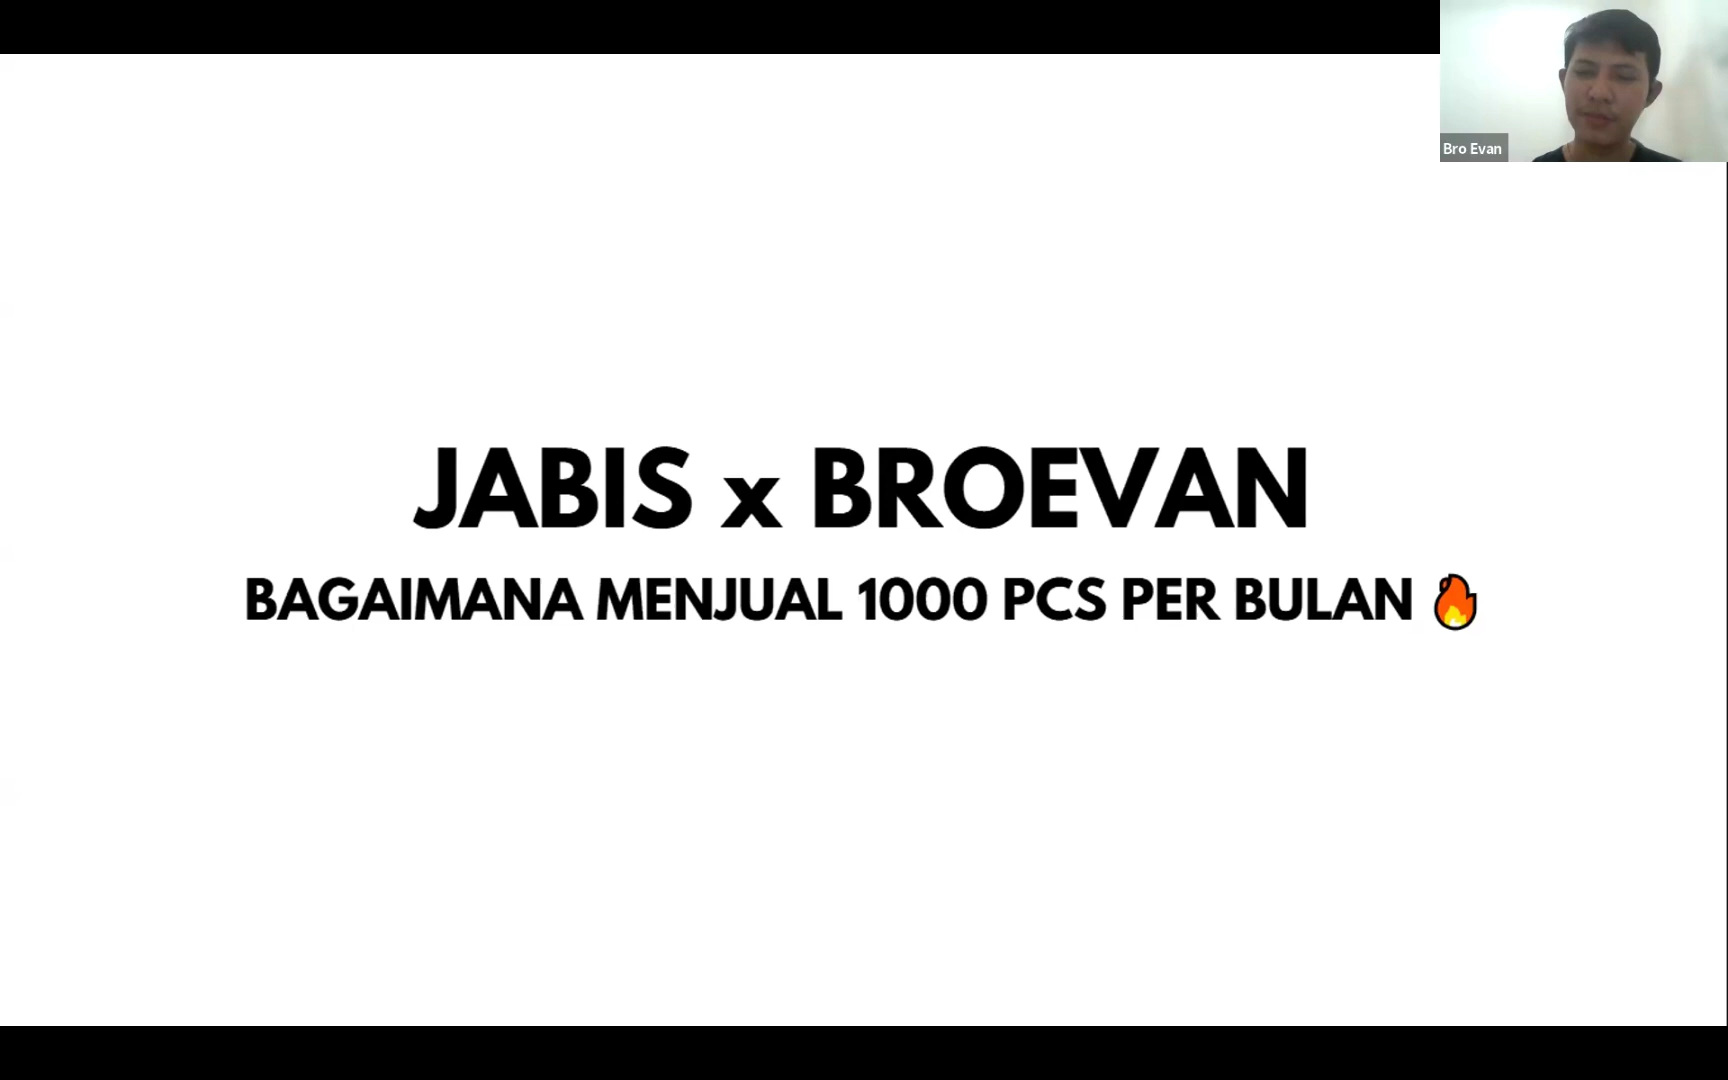 Bro Evan
JABIS x BROEVAN
BAGAIMANA MENJUAL 1000 PCS PER BULAN 🔥